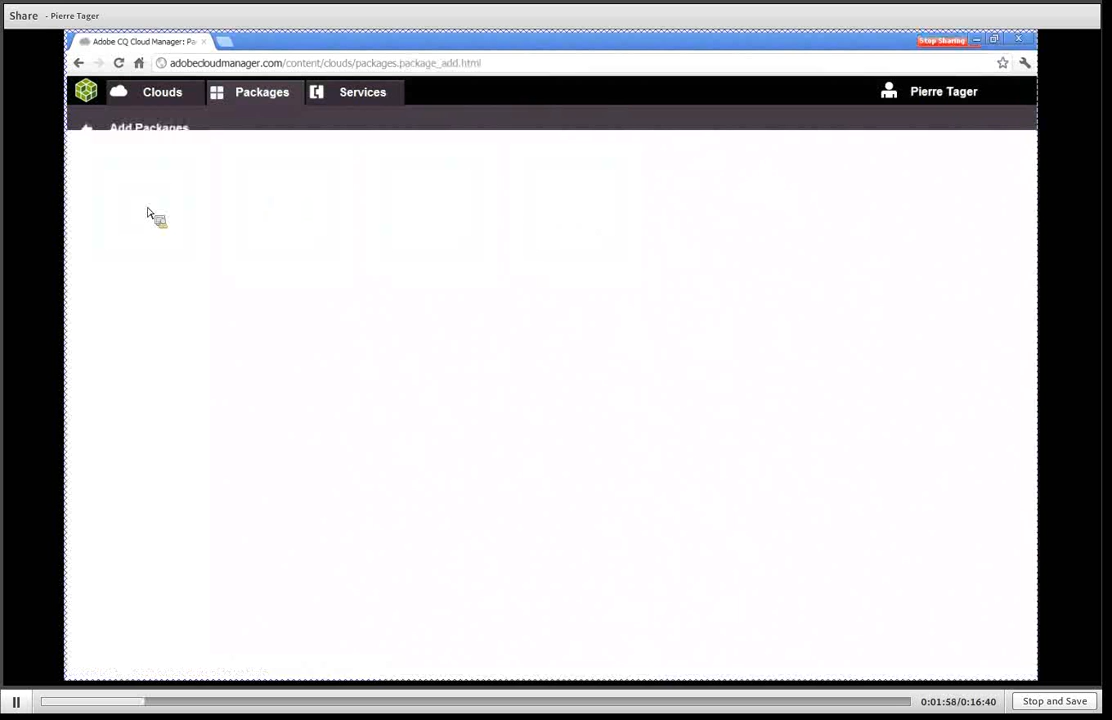 Share - Pierre Tager
Adobe CQ Cloud Manager: Pa
Stop Sharing
adobecloudmanager.com/content/clouds/packages.package_add.html
Clouds Packages Services Pierre Tager
Add Packages
0:01:58/0:16:40 Stop and Save